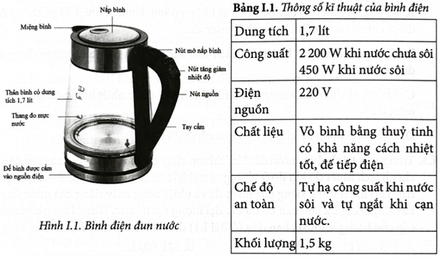 Nắp bình
Miệng bình
Nút mở nắp bình
Nút tăng giảm
nhiệt độ
Nút nguồn
Thân bình có dung
tích 1,7 lít
Thang đo mực
nước
Tay cầm
Đế bình được cắm
vào nguồn điện
Hình I.1. Bình điện đun nước
Bảng I.1. Thông số kĩ thuật của bình điện
Dung tích 1,7 lít
Công suất 2 200 W khi nước chưa sôi
450 W khi nước sôi
Điện 220 V
nguồn
Chất liệu Vỏ bình bằng thuỷ tinh
có khả năng cách nhiệt
tốt, đế tiếp điện
Chế độ Tự hạ công suất khi nước
an toàn sôi và tự ngắt khi cạn
nước.
Khối lượng 1,5 kg